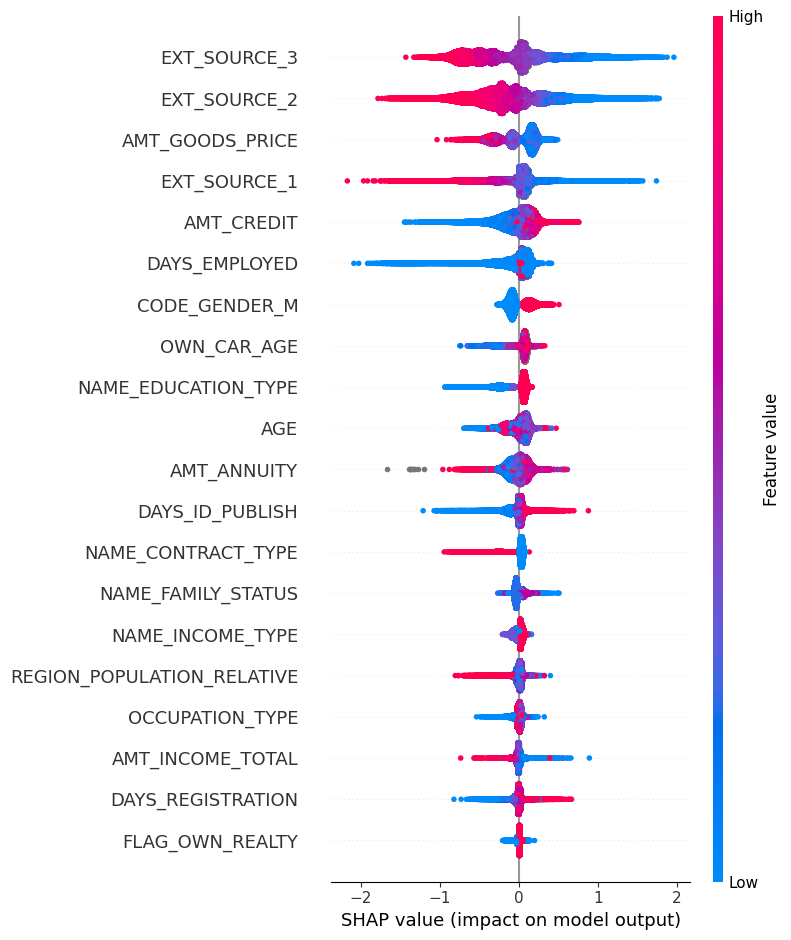 High
EXT_SOURCE_3
EXT_SOURCE_2
AMT_GOODS_PRICE
EXT_SOURCE_1
AMT_CREDIT
DAYS_EMPLOYED
CODE_GENDER_M
OWN_CAR_AGE
NAME_EDUCATION_TYPE
AGE
AMT_ANNUITY
DAYS_ID_PUBLISH
NAME_CONTRACT_TYPE
NAME_FAMILY_STATUS
NAME_INCOME_TYPE
REGION_POPULATION_RELATIVE
OCCUPATION_TYPE
AMT_INCOME_TOTAL
DAYS_REGISTRATION
FLAG_OWN_REALTY
Feature value
Low
−2 −1 0 1 2
SHAP value (impact on model output)